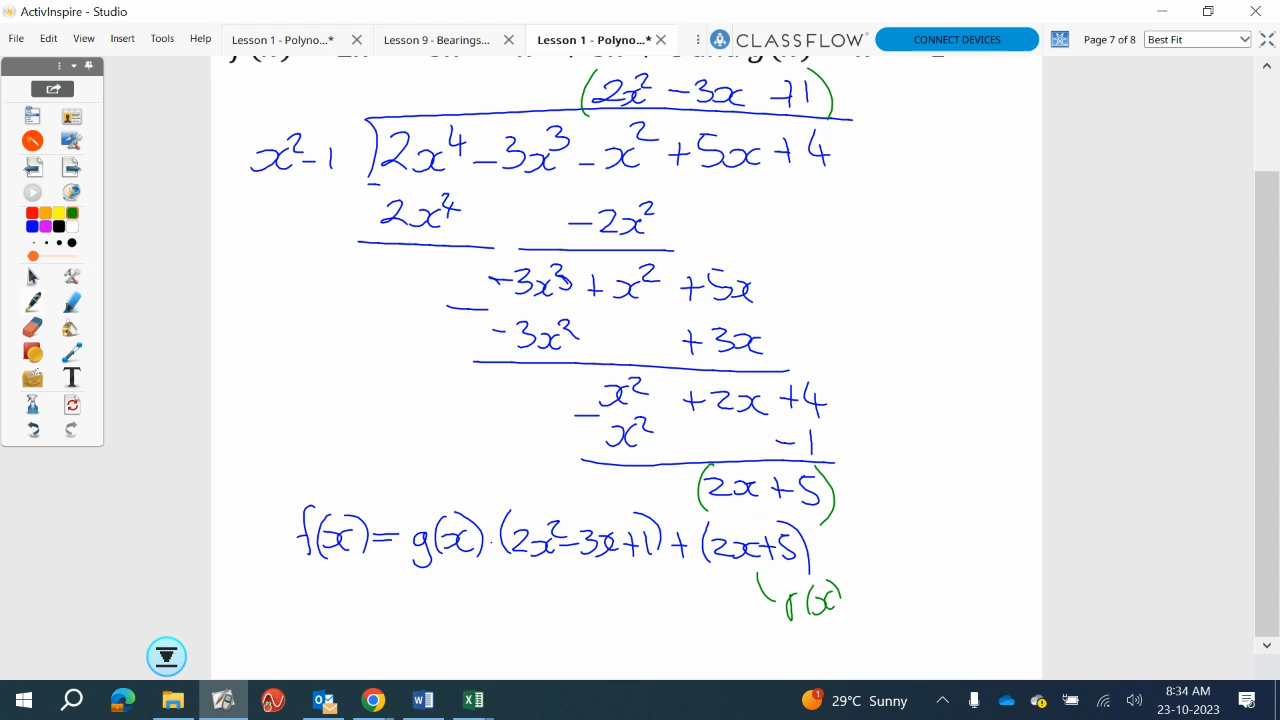 ActivInspire - Studio
File Edit View Insert Tools Help
Lesson 1 - Polyno...*
Lesson 9 - Bearings...
Lesson 1 - Polyno...*
CLASSFLOW
CONNECT DEVICES
Page 7 of 8
Best Fit
(2x² - 3x + 1)
x² - 1 2x⁴ - 3x³ - x² + 5x + 4
- 2x⁴ - 2x²
-3x³ + x² + 5x
- -3x² + 3x
x² + 2x + 4
- x² - 1
(2x + 5)
f(x) = g(x) · (2x² - 3x + 1) + (2x + 5)
r(x)
T
1
29°C Sunny
8:34 AM
23-10-2023